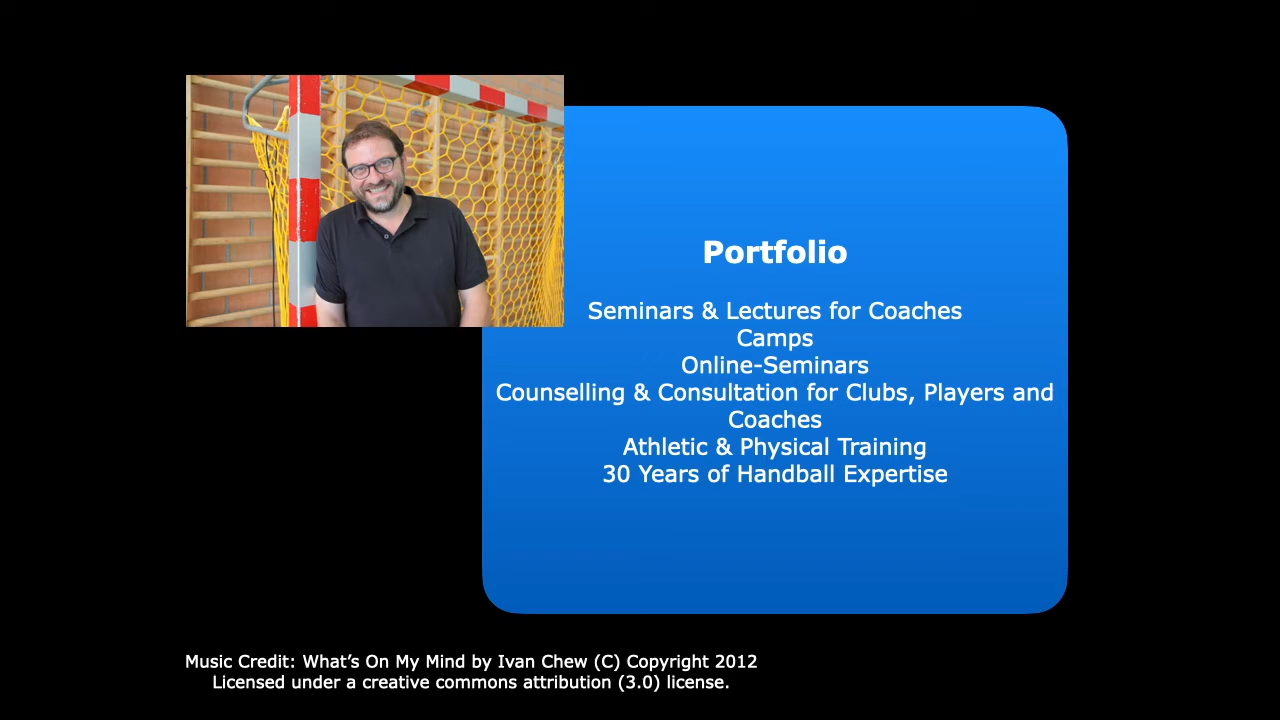 Portfolio
Seminars & Lectures for Coaches
Camps
Online-Seminars
Counselling & Consultation for Clubs, Players and
Coaches
Athletic & Physical Training
30 Years of Handball Expertise
Music Credit: What’s On My Mind by Ivan Chew (C) Copyright 2012
Licensed under a creative commons attribution (3.0) license.